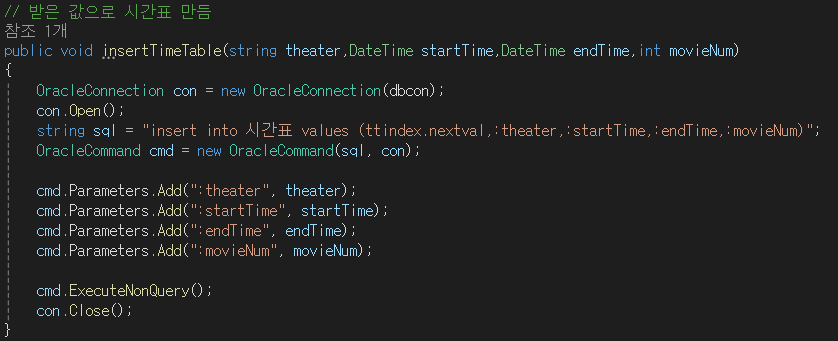 // 받은 값으로 시간표 만듬
참조 1개
public void insertTimeTable(string theater,DateTime startTime,DateTime endTime,int movieNum)
{
    OracleConnection con = new OracleConnection(dbcon);
    con.Open();
    string sql = "insert into 시간표 values (ttindex.nextval,:theater,:startTime,:endTime,:movieNum)";
    OracleCommand cmd = new OracleCommand(sql, con);

    cmd.Parameters.Add(":theater", theater);
    cmd.Parameters.Add(":startTime", startTime);
    cmd.Parameters.Add(":endTime", endTime);
    cmd.Parameters.Add(":movieNum", movieNum);

    cmd.ExecuteNonQuery();
    con.Close();
}